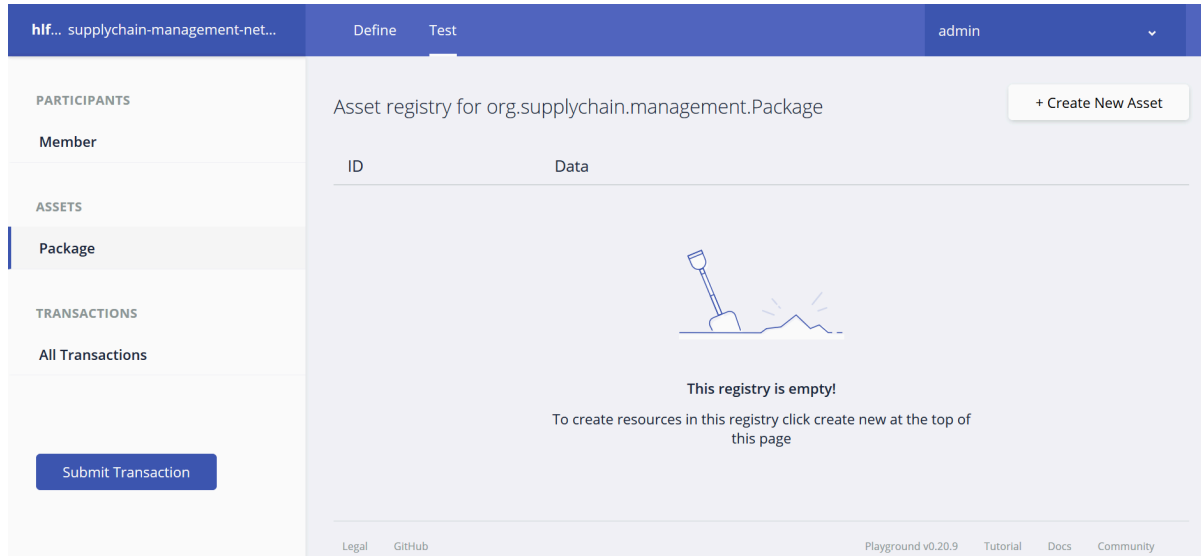 hlf... supplychain-management-net...
Define Test
admin
PARTICIPANTS
Member
ASSETS
Package
TRANSACTIONS
All Transactions
Submit Transaction
Asset registry for org.supplychain.management.Package
+ Create New Asset
ID Data
This registry is empty!
To create resources in this registry click create new at the top of
this page
Legal GitHub
Playground v0.20.9 Tutorial Docs Community